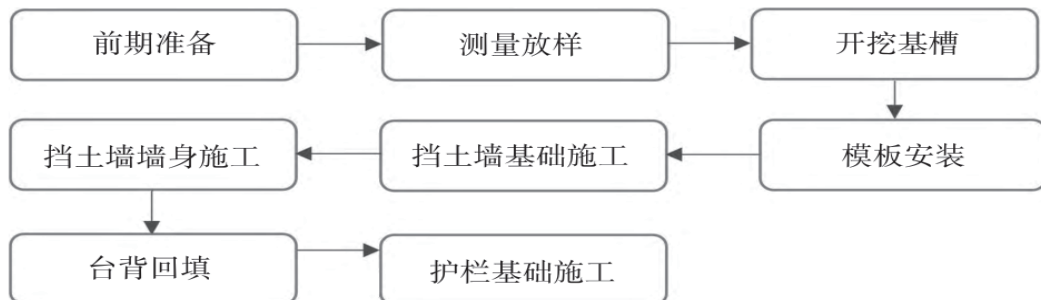 前期准备
测量放样
开挖基槽
模板安装
挡土墙基础施工
挡土墙墙身施工
台背回填
护栏基础施工